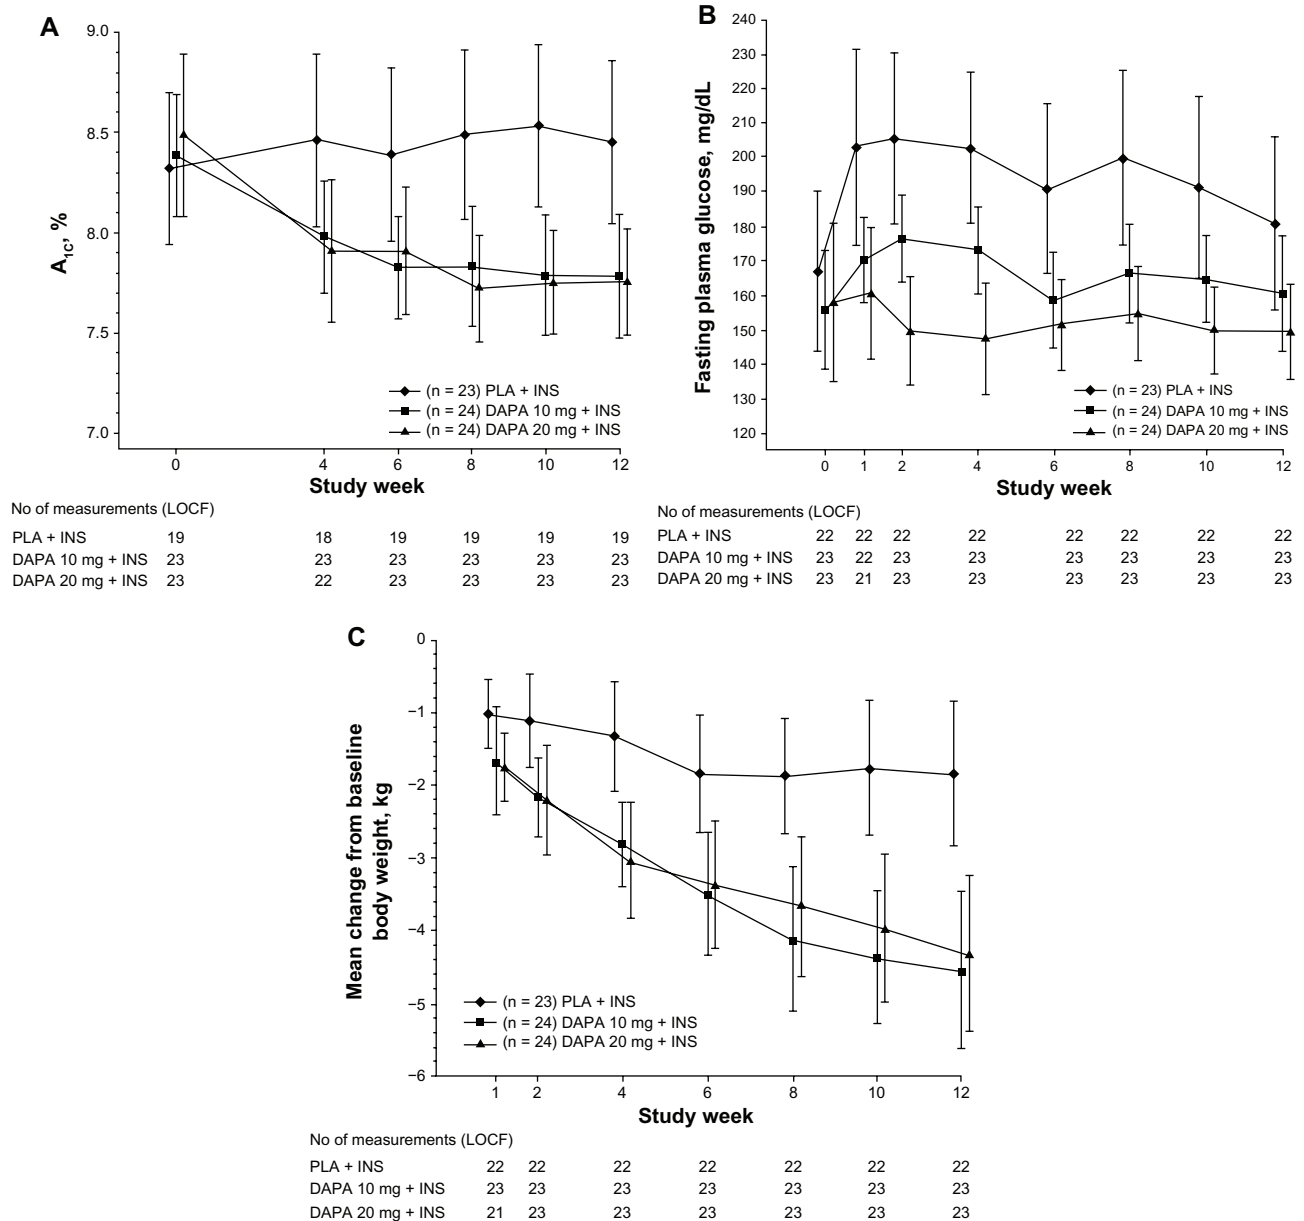 A
A1C, %
9.0
8.5
8.0
7.5
7.0
(n = 23) PLA + INS
(n = 24) DAPA 10 mg + INS
(n = 24) DAPA 20 mg + INS
0 4 6 8 10 12
Study week
No of measurements (LOCF)
PLA + INS 19 18 19 19 19 19
DAPA 10 mg + INS 23 23 23 23 23 23
DAPA 20 mg + INS 23 22 23 23 23 23
B
Fasting plasma glucose, mg/dL
240
230
220
210
200
190
180
170
160
150
140
130
120
(n = 23) PLA + INS
(n = 24) DAPA 10 mg + INS
(n = 24) DAPA 20 mg + INS
0 1 2 4 6 8 10 12
Study week
No of measurements (LOCF)
PLA + INS 22 22 22 22 22 22 22 22
DAPA 10 mg + INS 23 22 23 23 23 23 23 23
DAPA 20 mg + INS 23 21 23 23 23 23 23 23
C
Mean change from baseline
body weight, kg
0
−1
−2
−3
−4
−5
−6
(n = 23) PLA + INS
(n = 24) DAPA 10 mg + INS
(n = 24) DAPA 20 mg + INS
1 2 4 6 8 10 12
Study week
No of measurements (LOCF)
PLA + INS 22 22 22 22 22 22 22
DAPA 10 mg + INS 23 23 23 23 23 23 23
DAPA 20 mg + INS 21 23 23 23 23 23 23